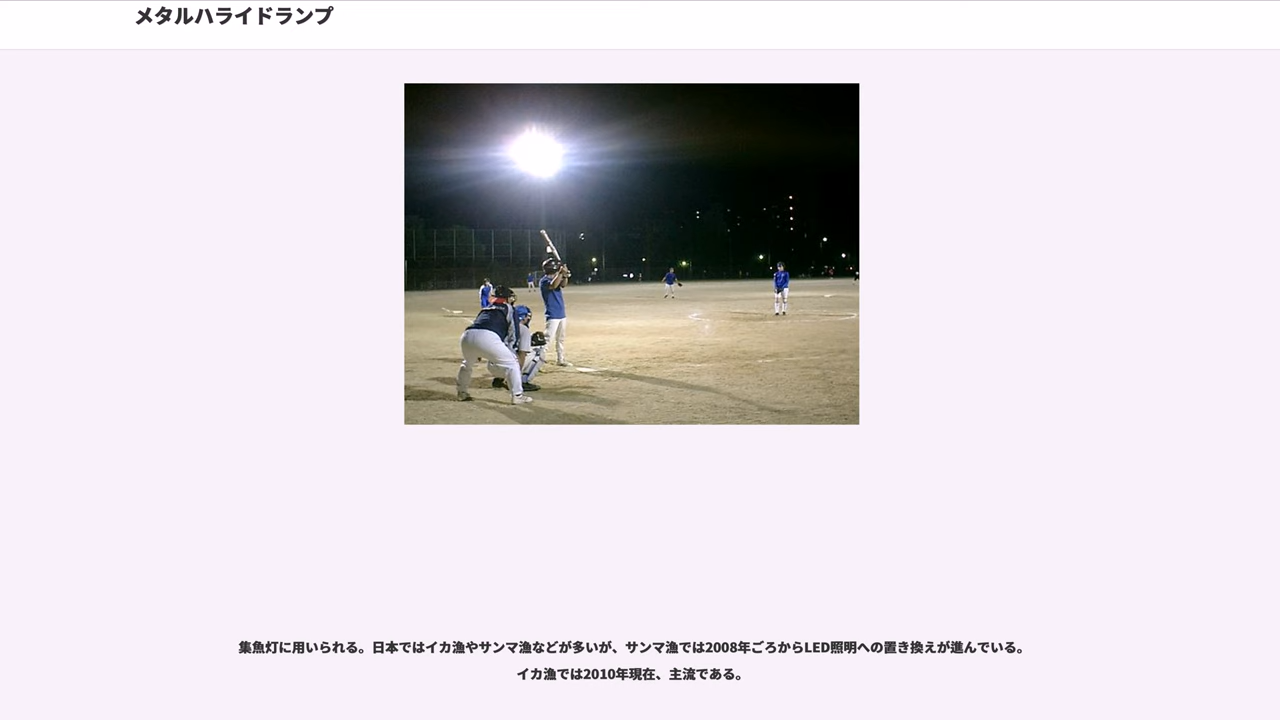 メタルハライドランプ
集魚灯に用いられる。日本ではイカ漁やサンマ漁などが多いが、サンマ漁では2008年ごろからLED照明への置き換えが進んでいる。
イカ漁では2010年現在、主流である。